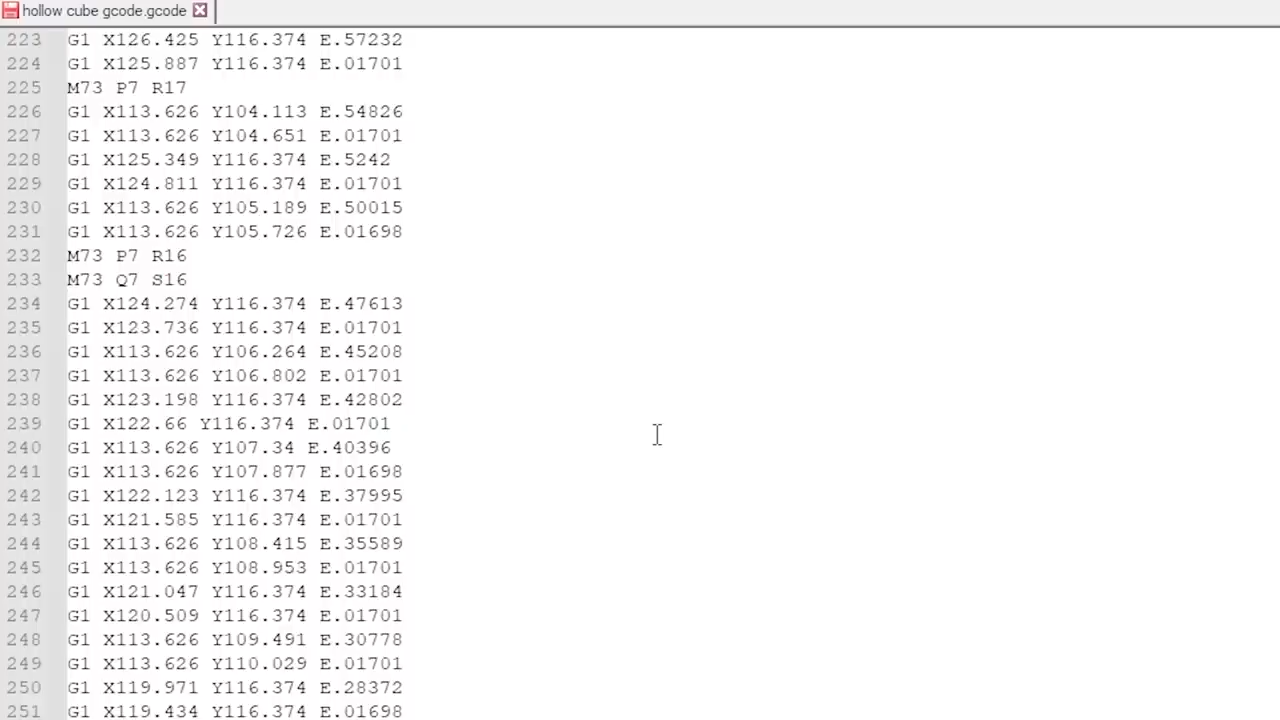 hollow cube gcode.gcode
223 G1 X126.425 Y116.374 E.57232
224 G1 X125.887 Y116.374 E.01701
225 M73 P7 R17
226 G1 X113.626 Y104.113 E.54826
227 G1 X113.626 Y104.651 E.01701
228 G1 X125.349 Y116.374 E.5242
229 G1 X124.811 Y116.374 E.01701
230 G1 X113.626 Y105.189 E.50015
231 G1 X113.626 Y105.726 E.01698
232 M73 P7 R16
233 M73 Q7 S16
234 G1 X124.274 Y116.374 E.47613
235 G1 X123.736 Y116.374 E.01701
236 G1 X113.626 Y106.264 E.45208
237 G1 X113.626 Y106.802 E.01701
238 G1 X123.198 Y116.374 E.42802
239 G1 X122.66 Y116.374 E.01701
240 G1 X113.626 Y107.34 E.40396
241 G1 X113.626 Y107.877 E.01698
242 G1 X122.123 Y116.374 E.37995
243 G1 X121.585 Y116.374 E.01701
244 G1 X113.626 Y108.415 E.35589
245 G1 X113.626 Y108.953 E.01701
246 G1 X121.047 Y116.374 E.33184
247 G1 X120.509 Y116.374 E.01701
248 G1 X113.626 Y109.491 E.30778
249 G1 X113.626 Y110.029 E.01701
250 G1 X119.971 Y116.374 E.28372
251 G1 X119.434 Y116.374 E.01698